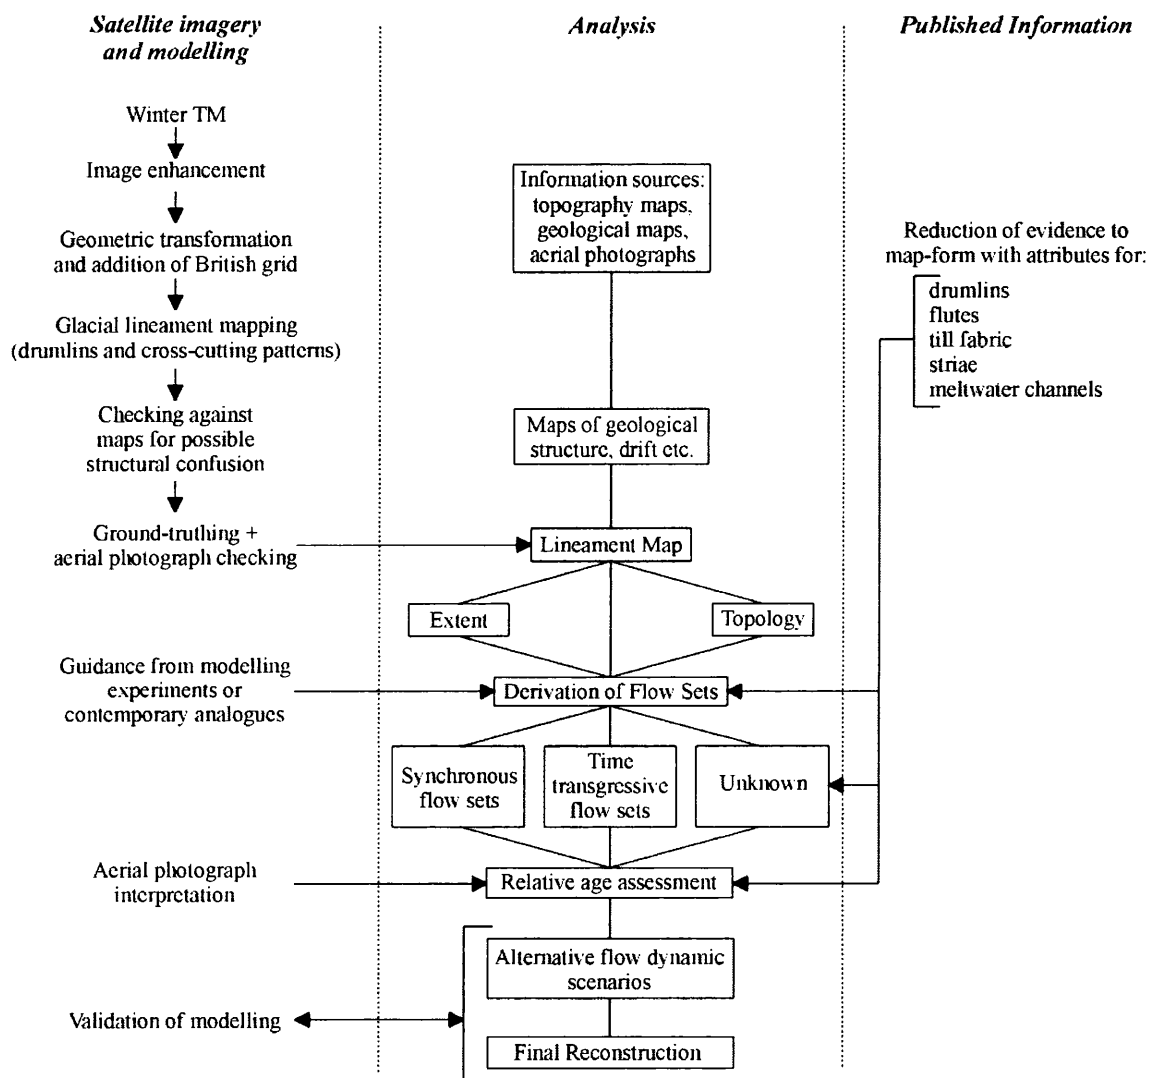 Satellite imagery
and modelling
Winter TM
Image enhancement
Geometric transformation
and addition of British grid
Glacial lineament mapping
(drumlins and cross-cutting patterns)
Checking against
maps for possible
structural confusion
Ground-truthing +
aerial photograph checking
Guidance from modelling
experiments or
contemporary analogues
Aerial photograph
interpretation
Validation of modelling
Analysis
Information sources:
topography maps,
geological maps,
aerial photographs
Maps of geological
structure, drift etc.
Lineament Map
Extent
Topology
Derivation of Flow Sets
Synchronous
flow sets
Time
transgressive
flow sets
Unknown
Relative age assessment
Alternative flow dynamic
scenarios
Final Reconstruction
Published Information
Reduction of evidence to
map-form with attributes for:
drumlins
flutes
till fabric
striae
meltwater channels